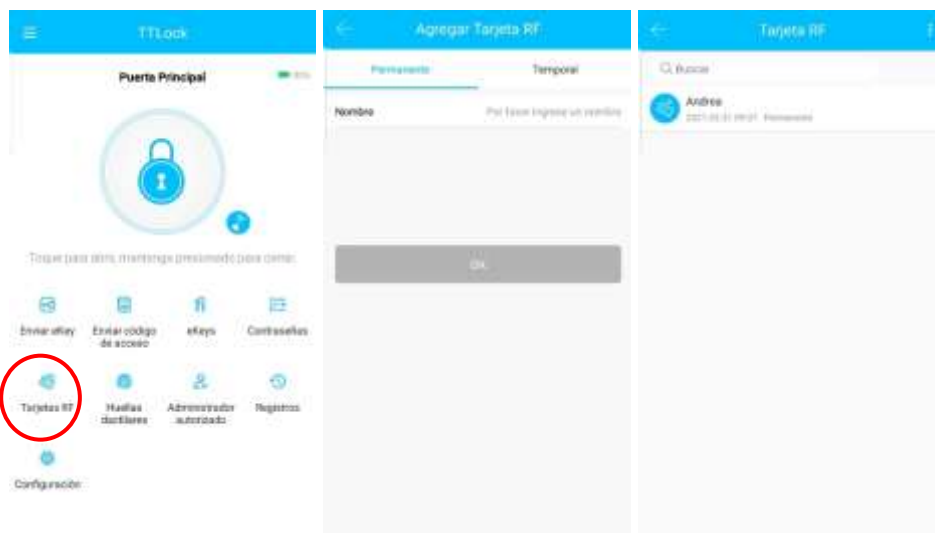 TTLock
Puerta Principal
Toque para abrir, mantenga presionado para cerrar.
Enviar eKey
Enviar código de acceso
eKeys
Contraseñas
Tarjetas RF
Huellas dactilares
Administrador autorizado
Registros
Configuración
Agregar Tarjeta RF
Permanente
Temporal
Nombre
Por favor ingrese un nombre
OK
Tarjeta RF
Buscar
Andrea
Permanente